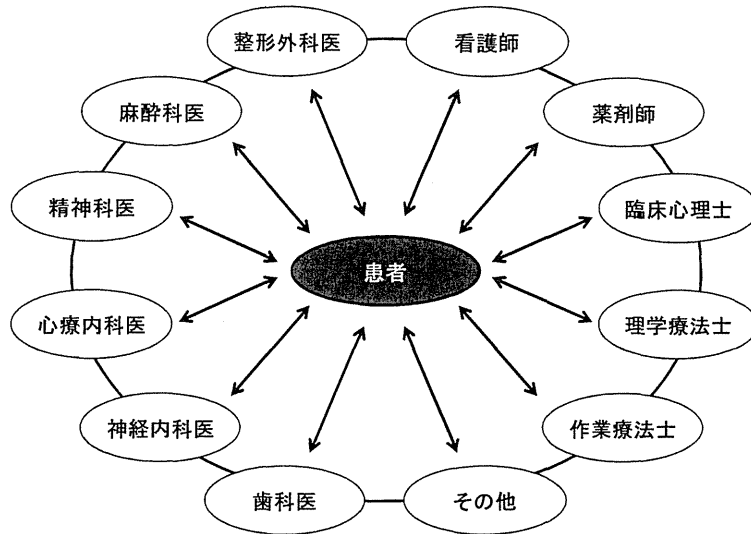 整形外科医
看護師
麻酔科医
薬剤師
精神科医
臨床心理士
患者
心療内科医
理学療法士
神経内科医
作業療法士
歯科医
その他